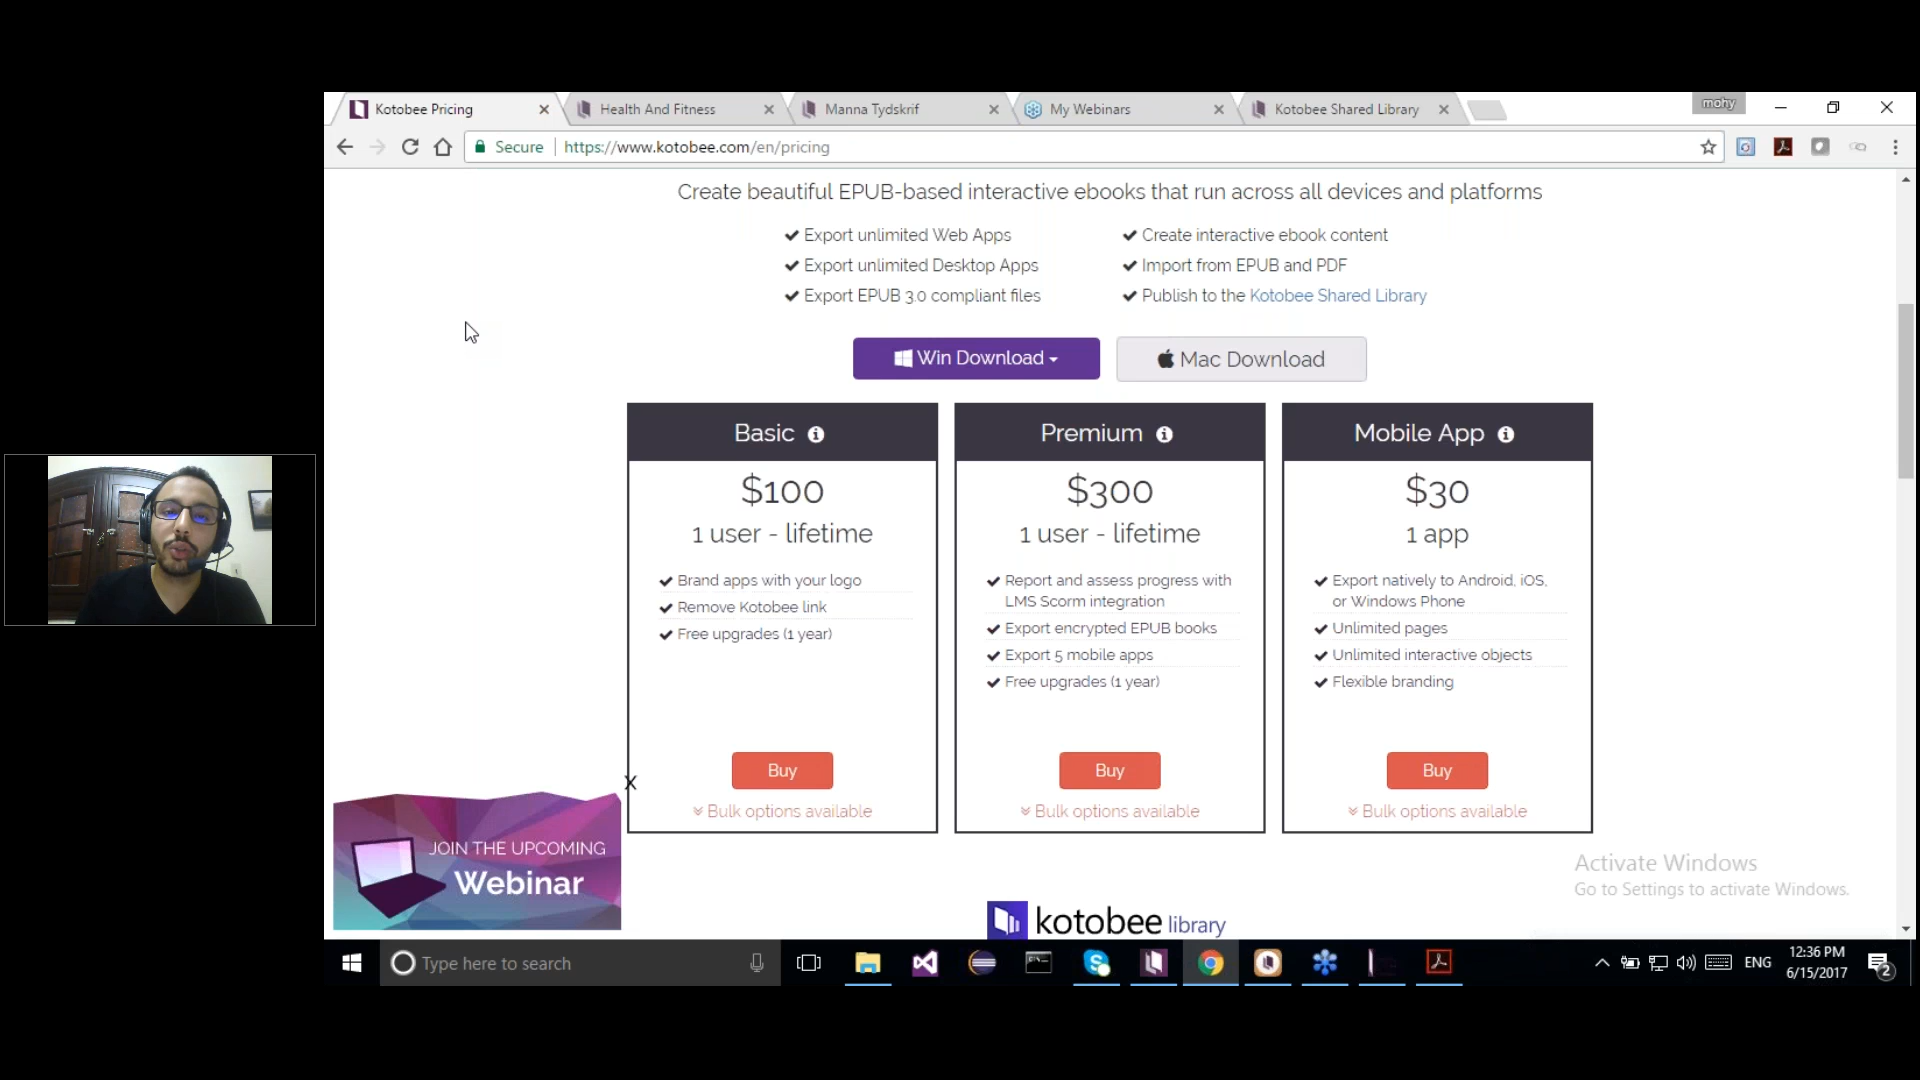 Kotobee Pricing
Health And Fitness
Manna Tydskrif
My Webinars
Kotobee Shared Library
mohy
Secure
https://www.kotobee.com/en/pricing
Create beautiful EPUB-based interactive ebooks that run across all devices and platforms
Export unlimited Web Apps
Export unlimited Desktop Apps
Export EPUB 3.0 compliant files
Create interactive ebook content
Import from EPUB and PDF
Publish to the Kotobee Shared Library
Win Download
Mac Download
Basic
$100
1 user - lifetime
Brand apps with your logo
Remove Kotobee link
Free upgrades (1 year)
Buy
Bulk options available
Premium
$300
1 user - lifetime
Report and assess progress with
LMS Scorm integration
Export encrypted EPUB books
Export 5 mobile apps
Free upgrades (1 year)
Buy
Bulk options available
Mobile App
$30
1 app
Export natively to Android, iOS,
or Windows Phone
Unlimited pages
Unlimited interactive objects
Flexible branding
Buy
Bulk options available
X
JOIN THE UPCOMING
Webinar
Activate Windows
Go to Settings to activate Windows.
kotobee library
Type here to search
ENG
12:36 PM
6/15/2017
2